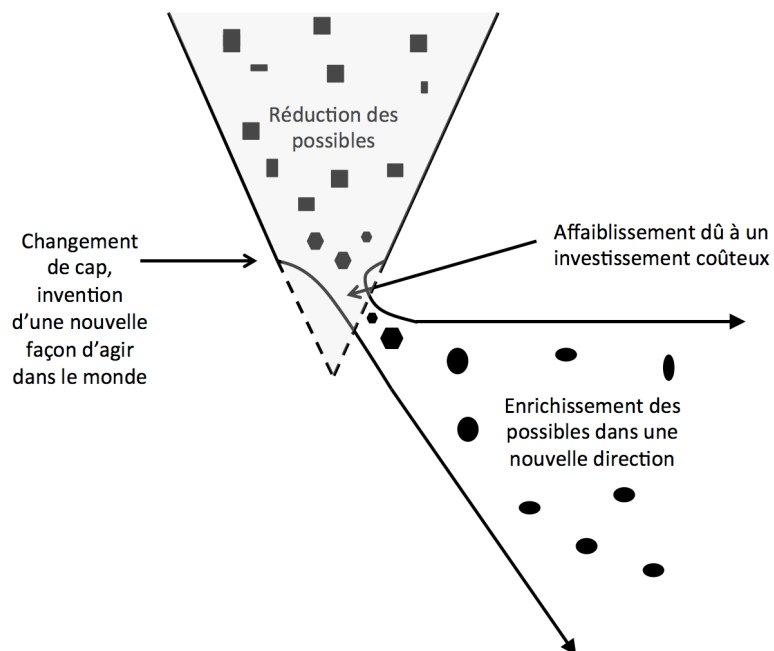 Réduction des
possibles
Changement
de cap,
invention
d’une nouvelle
façon d’agir
dans le monde
Affaiblissement dû à un
investissement coûteux
Enrichissement des
possibles dans une
nouvelle direction